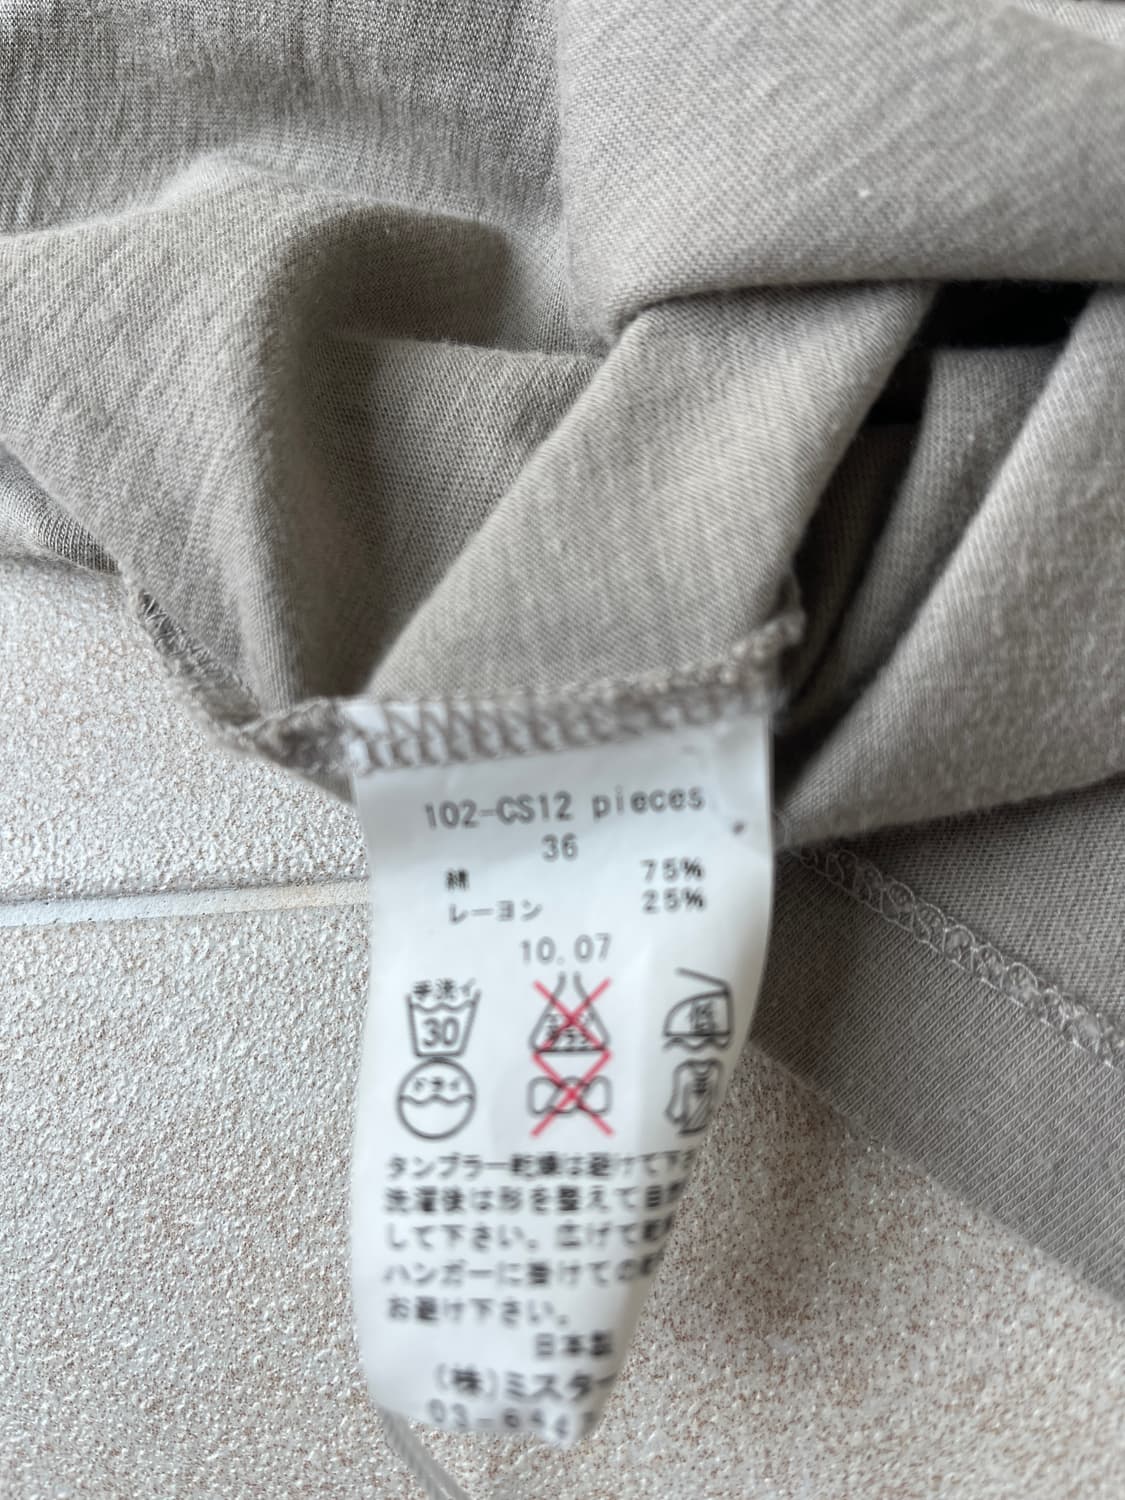 102-CS12 pieces
36
綿 75%
レーヨン 25%
10.07
手洗イ
30
低
ドライ
タンブラー乾燥は避けて下
洗濯後は形を整えて自
して下さい。広げて乾
ハンガーに掛けての
お避け下さい。
日本製
(株)ミスター